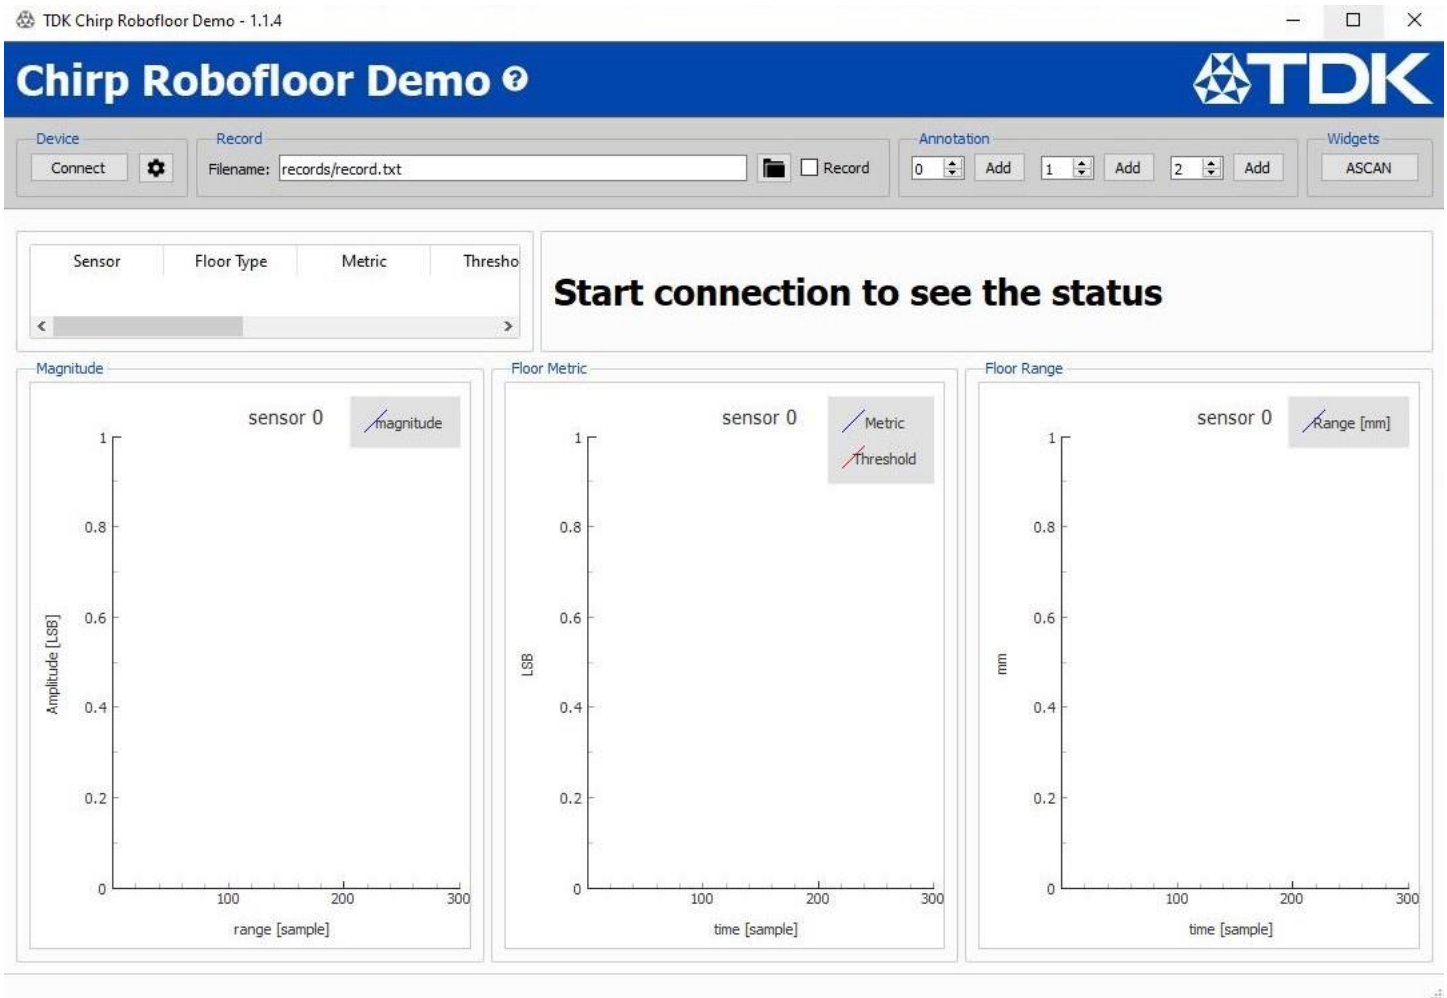 TDK Chirp Robofloor Demo - 1.1.4
Chirp Robofloor Demo ?
TDK
Device
Connect
Record
Filename: records/record.txt
Record
Annotation
0 Add 1 Add 2 Add
Widgets
ASCAN
Sensor Floor Type Metric Thresho
Start connection to see the status
Magnitude
sensor 0
magnitude
1
0.8
0.6
0.4
0.2
0
Amplitude [LSB]
100 200 300
range [sample]
Floor Metric
sensor 0
Metric
Threshold
1
0.8
0.6
0.4
0.2
0
LSB
100 200 300
time [sample]
Floor Range
sensor 0
Range [mm]
1
0.8
0.6
0.4
0.2
0
mm
100 200 300
time [sample]